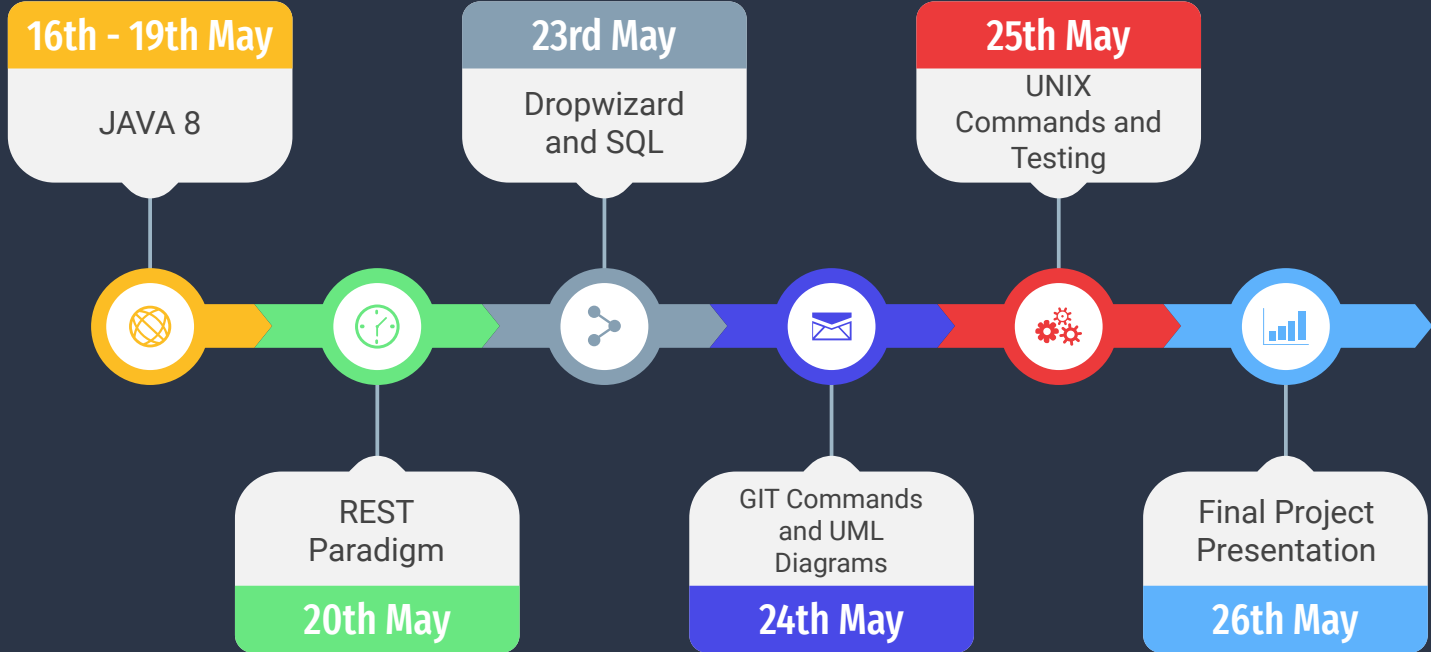 16th - 19th May
JAVA 8
23rd May
Dropwizard
and SQL
25th May
UNIX
Commands and
Testing
REST
Paradigm
20th May
GIT Commands
and UML
Diagrams
24th May
Final Project
Presentation
26th May